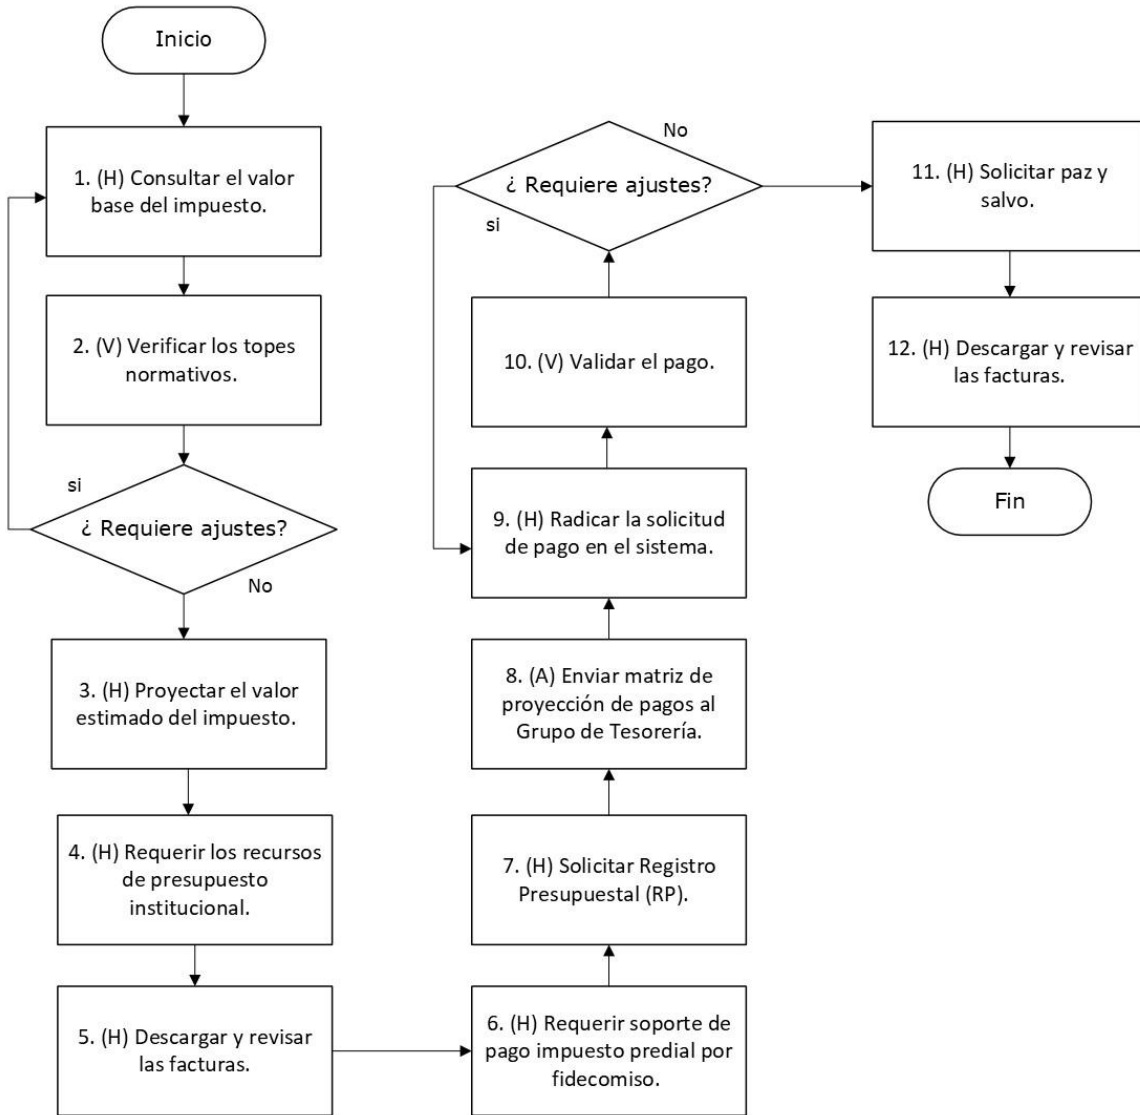 Inicio
1. (H) Consultar el valor
base del impuesto.
2. (V) Verificar los topes
normativos.
si
¿ Requiere ajustes?
No
3. (H) Proyectar el valor
estimado del impuesto.
4. (H) Requerir los recursos
de presupuesto
institucional.
5. (H) Descargar y revisar
las facturas.
6. (H) Requerir soporte de
pago impuesto predial por
fidecomiso.
7. (H) Solicitar Registro
Presupuestal (RP).
8. (A) Enviar matriz de
proyección de pagos al
Grupo de Tesorería.
9. (H) Radicar la solicitud
de pago en el sistema.
10. (V) Validar el pago.
No
¿ Requiere ajustes?
si
11. (H) Solicitar paz y
salvo.
12. (H) Descargar y revisar
las facturas.
Fin